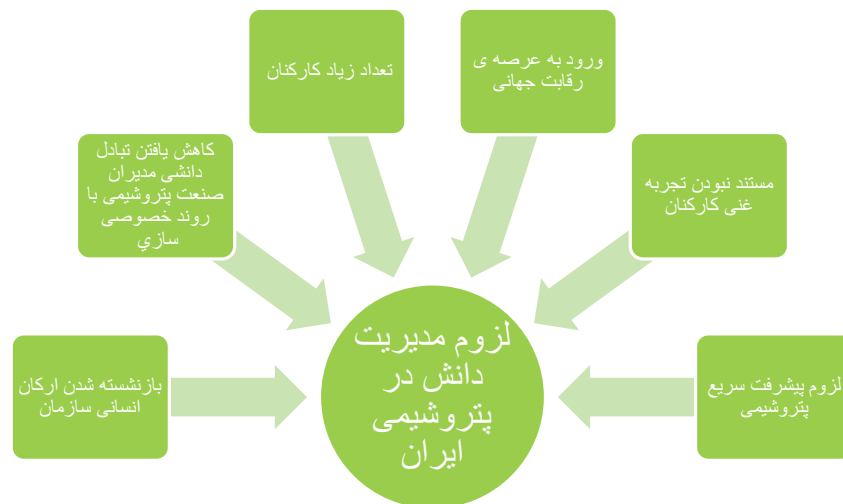 ورود به عرصه ی
رقابت جهانی
تعداد زیاد کارکنان
مستند نبودن تجربه
غنی کارکنان
کاهش یافتن تبادل
دانشی مدیران
صنعت پتروشیمی با
روند خصوصی
سازي
لزوم پیشرفت سریع
پتروشیمی
لزوم مدیریت
دانش در
پتروشیمی
ایران
بازنشسته شدن ارکان
انسانی سازمان